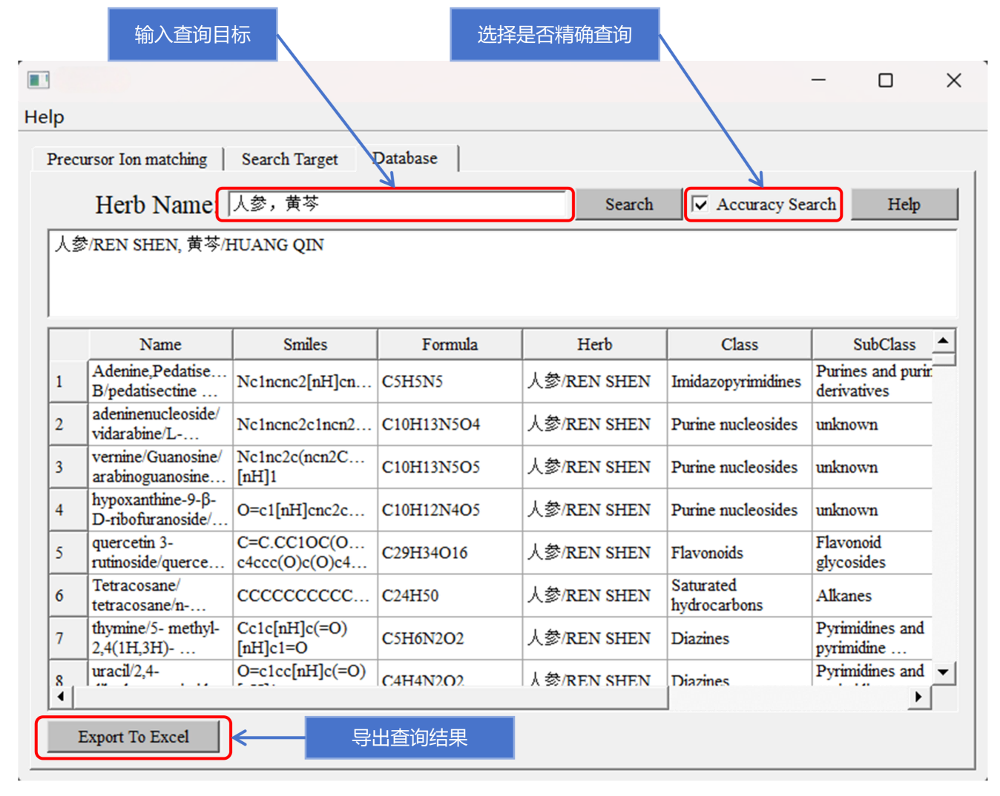 输入查询目标
选择是否精确查询
Help
Precursor Ion matching
Search Target
Database
Herb Name:
人参，黄芩
Search
Accuracy Search
Help
人参/REN SHEN, 黄芩/HUANG QIN
Name Smiles Formula Herb Class SubClass
1
Adenine,Pedatise...
B/pedatisectine ...
Nc1ncnc2[nH]cn...
C5H5N5
人参/REN SHEN
Imidazopyrimidines
Purines and purin
derivatives
2
adeninenucleoside/
vidarabine/L-...
Nc1ncnc2c1ncn2...
C10H13N5O4
人参/REN SHEN
Purine nucleosides
unknown
3
vernine/Guanosine/
arabinoguanosine...
Nc1nc2c(ncn2C...
[nH]1
C10H13N5O5
人参/REN SHEN
Purine nucleosides
unknown
4
hypoxanthine-9-β-
D-ribofuranoside/...
O=c1[nH]cnc2c...
C10H12N4O5
人参/REN SHEN
Purine nucleosides
unknown
5
quercetin 3-
rutinoside/querce...
C=C.CC1OC(O...
c4ccc(O)c(O)c4...
C29H34O16
人参/REN SHEN
Flavonoids
Flavonoid
glycosides
6
Tetracosane/
tetracosane/n-...
CCCCCCCCCC...
C24H50
人参/REN SHEN
Saturated
hydrocarbons
Alkanes
7
thymine/5- methyl-
2,4(1H,3H)- ...
Cc1c[nH]c(=O)
[nH]c1=O
C5H6N2O2
人参/REN SHEN
Diazines
Pyrimidines and
pyrimidine ...
8
uracil/2,4-
O=c1cc[nH]c(=O)
C4H4N2O2
人参/REN SHEN
Diazines
Pyrimidines and
Export To Excel
导出查询结果